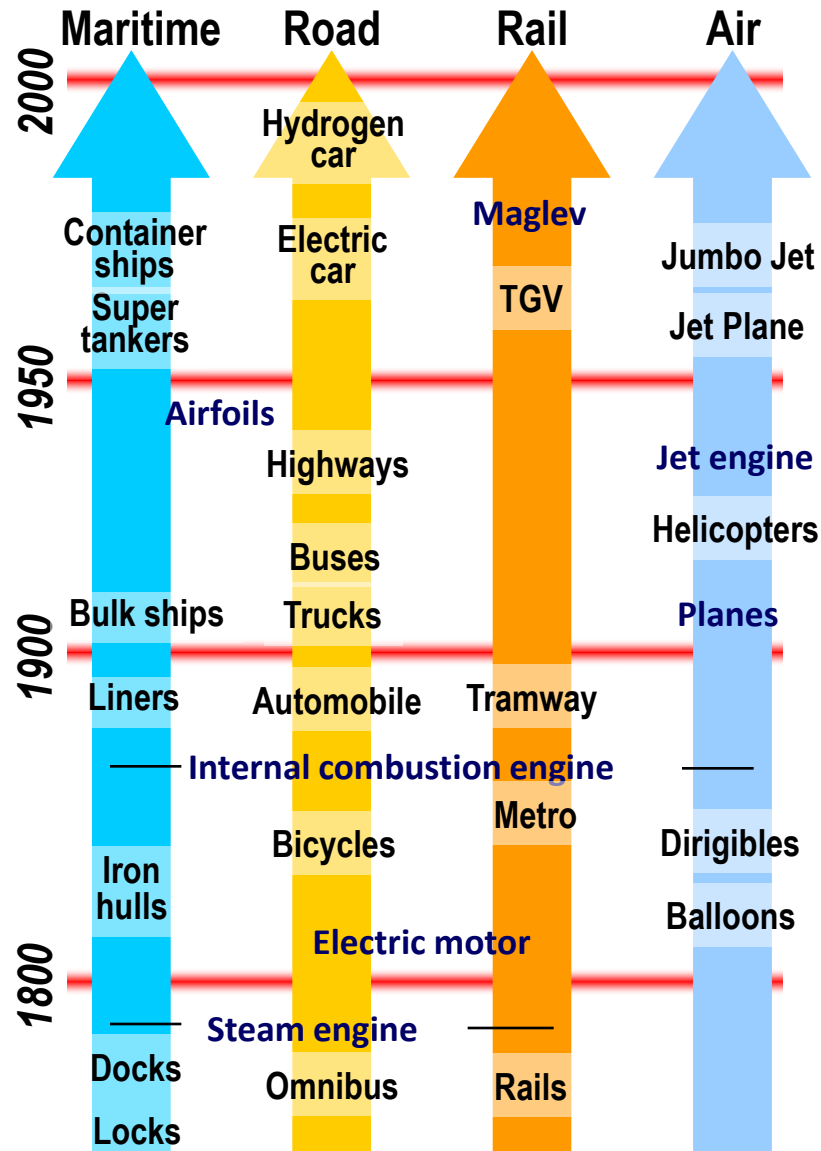 Maritime Road Rail Air
2000
Hydrogen
car
Maglev
Container
ships
Electric
car
Jumbo Jet
TGV
Super
tankers
Jet Plane
1950
Airfoils
Highways
Jet engine
Helicopters
Buses
Bulk ships
Trucks
Planes
1900
Liners
Automobile
Tramway
Internal combustion engine
Metro
Bicycles
Dirigibles
Iron
hulls
Balloons
Electric motor
1800
Steam engine
Docks
Omnibus
Rails
Locks